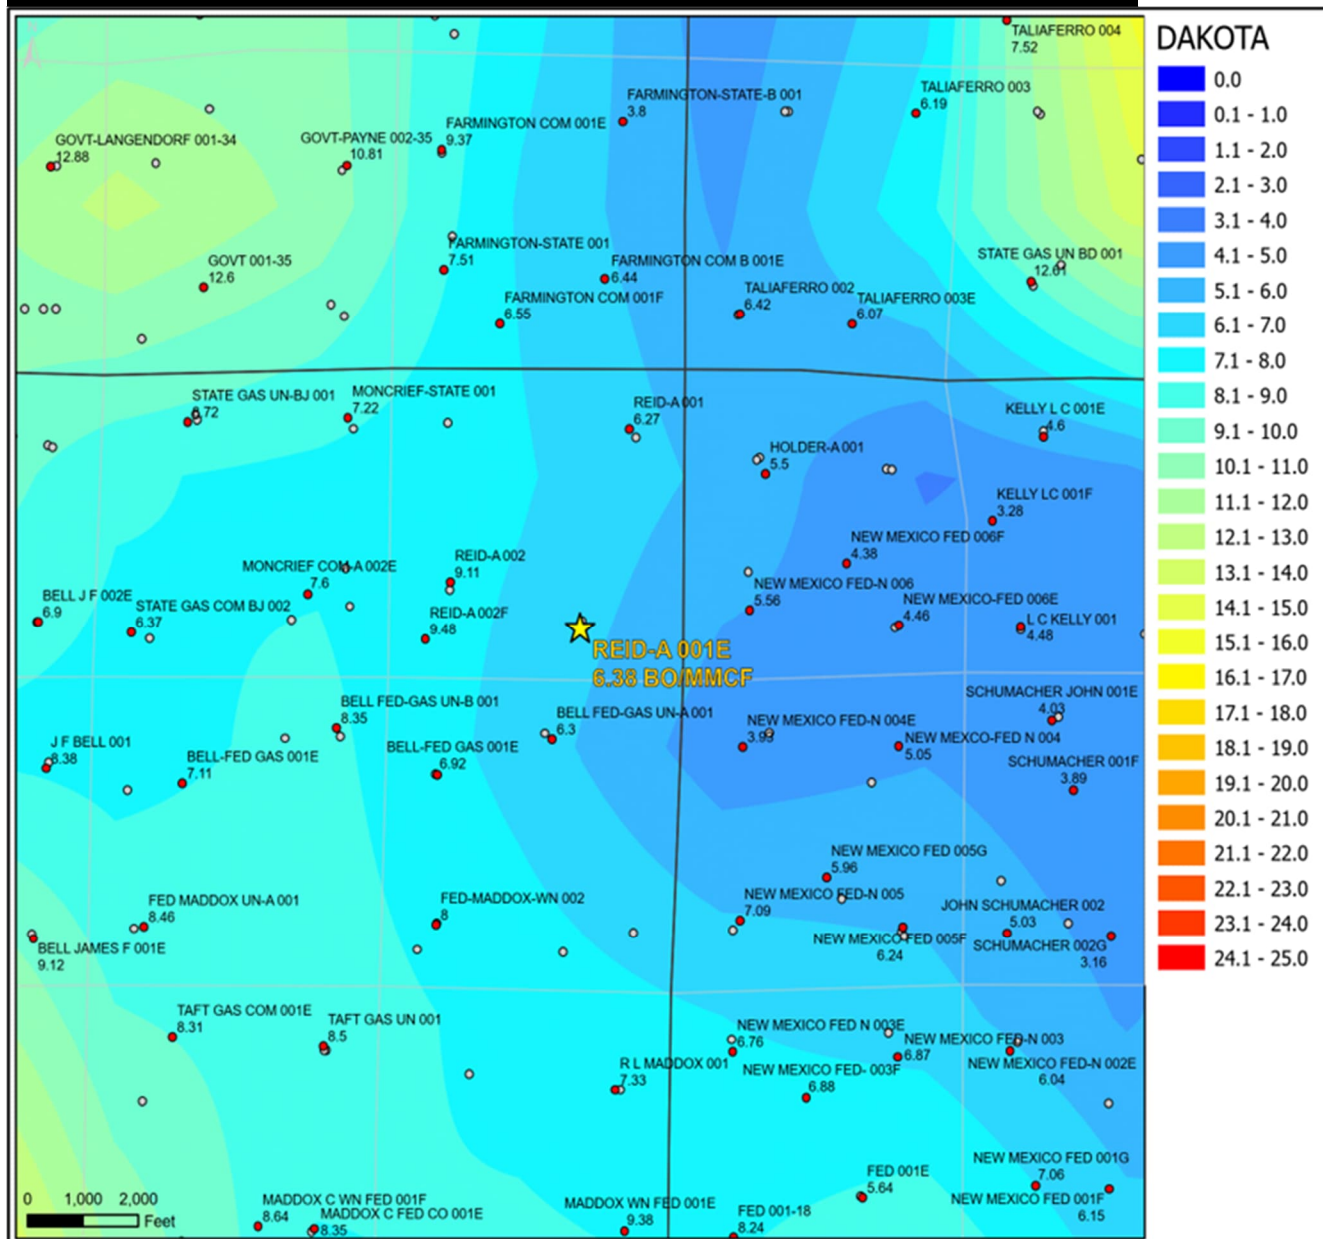 DAKOTA
0.0
0.1 - 1.0
1.1 - 2.0
2.1 - 3.0
3.1 - 4.0
4.1 - 5.0
5.1 - 6.0
6.1 - 7.0
7.1 - 8.0
8.1 - 9.0
9.1 - 10.0
10.1 - 11.0
11.1 - 12.0
12.1 - 13.0
13.1 - 14.0
14.1 - 15.0
15.1 - 16.0
16.1 - 17.0
17.1 - 18.0
18.1 - 19.0
19.1 - 20.0
20.1 - 21.0
21.1 - 22.0
22.1 - 23.0
23.1 - 24.0
24.1 - 25.0
TALIAFERRO 004
7.52
TALIAFERRO 003
6.19
FARMINGTON-STATE-B 001
3.8
FARMINGTON COM 001E
9.37
GOVT-PAYNE 002-35
10.81
GOVT-LANGENDORF 001-34
12.88
FARMINGTON-STATE 001
7.51
STATE GAS UN BD 001
12.61
GOVT 001-35
12.6
FARMINGTON COM B 001E
6.44
FARMINGTON COM 001F
6.55
TALIAFERRO 002
6.42
TALIAFERRO 003E
6.07
STATE GAS UN-BJ 001
MONCRIEF-STATE 001
7.22
REID-A 001
6.27
KELLY L C 001E
4.6
HOLDER-A 001
5.5
KELLY LC 001F
3.28
NEW MEXICO FED 006F
4.38
REID-A 002
9.11
MONCRIEF COM-A 002E
7.6
NEW MEXICO FED-N 006
5.56
BELL J F 002E
6.9
STATE GAS COM BJ 002
6.37
REID-A 002F
9.48
NEW MEXICO-FED 006E
4.46
L C KELLY 001
4.48
REID-A 001E
6.38 BO/MMCF
SCHUMACHER JOHN 001E
4.03
BELL FED-GAS UN-B 001
8.35
BELL FED-GAS UN-A 001
6.3
NEW MEXICO FED-N 004E
3.93
J F BELL 001
8.38
BELL-FED GAS 001E
7.11
BELL-FED GAS 001E
6.92
NEW MEXCO-FED N 004
5.05
SCHUMACHER 001F
3.89
NEW MEXICO FED 005G
5.96
FED MADDOX UN-A 001
8.46
FED-MADDOX-WN 002
8
NEW MEXICO FED-N 005
7.09
JOHN SCHUMACHER 002
5.03
BELL JAMES F 001E
9.12
NEW MEXICO FED 005F
6.24
SCHUMACHER 002G
3.16
TAFT GAS COM 001E
8.31
TAFT GAS UN 001
8.5
NEW MEXICO FED N 003E
6.76
NEW MEXICO FED-N 003
6.87
R L MADDOX 001
7.33
NEW MEXICO FED- 003F
6.88
NEW MEXICO FED-N 002E
6.04
FED 001E
5.64
NEW MEXICO FED 001G
7.06
MADDOX C WN FED 001F
8.64
MADDOX C FED CO 001E
8.35
MADDOX WN FED 001E
9.38
FED 001-18
8.24
NEW MEXICO FED 001F
6.15
0 1,000 2,000
Feet